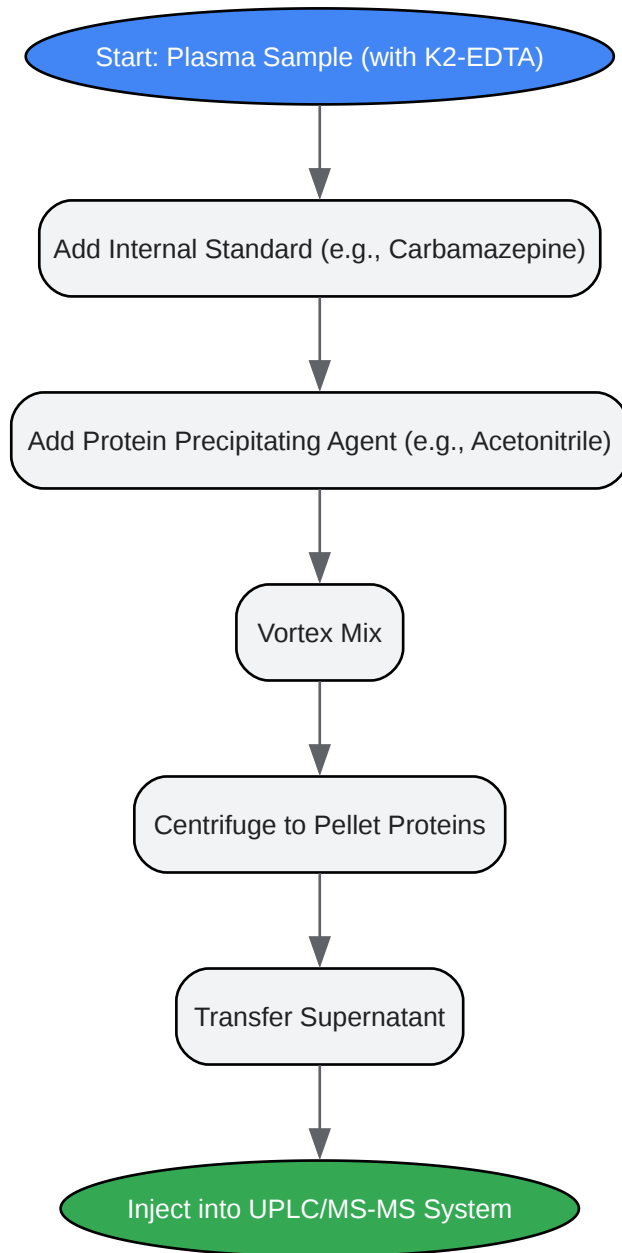 Start: Plasma Sample (with K2-EDTA)
Add Internal Standard (e.g., Carbamazepine)
Add Protein Precipitating Agent (e.g., Acetonitrile)
Vortex Mix
Centrifuge to Pellet Proteins
Transfer Supernatant
Inject into UPLC/MS-MS System